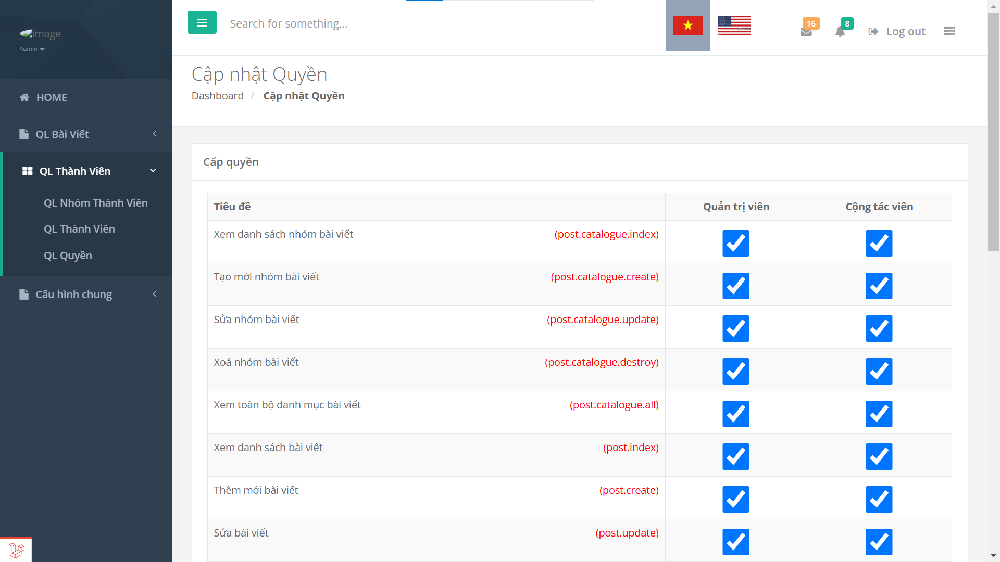 image
Admin
HOME
QL Bài Viết
QL Thành Viên
QL Nhóm Thành Viên
QL Thành Viên
QL Quyền
Cấu hình chung
Search for something...
16
8
Log out
Cập nhật Quyền
Dashboard / Cập nhật Quyền
Cấp quyền
Tiêu đề Quản trị viên Cộng tác viên
Xem danh sách nhóm bài viết (post.catalogue.index)
Tạo mới nhóm bài viết (post.catalogue.create)
Sửa nhóm bài viết (post.catalogue.update)
Xoá nhóm bài viết (post.catalogue.destroy)
Xem toàn bộ danh mục bài viết (post.catalogue.all)
Xem danh sách bài viết (post.index)
Thêm mới bài viết (post.create)
Sửa bài viết (post.update)